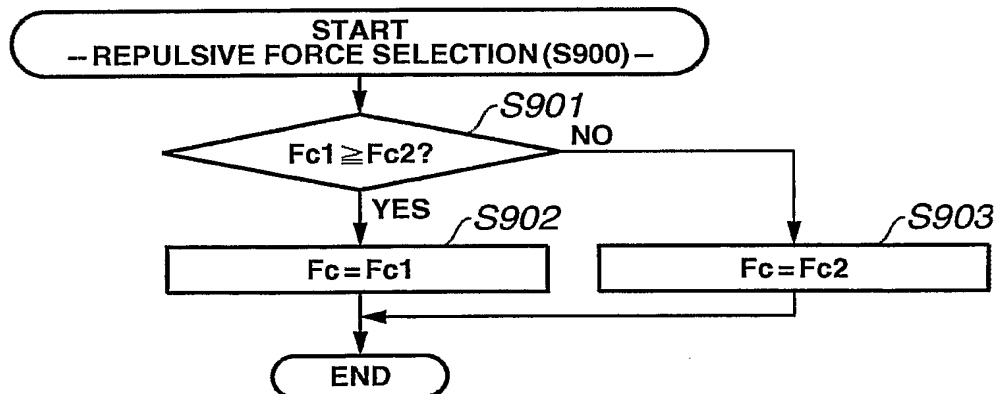 START
-- REPULSIVE FORCE SELECTION (S900) --
S901
Fc1 ≧ Fc2?
NO
YES
S902
S903
Fc = Fc1
Fc = Fc2
END